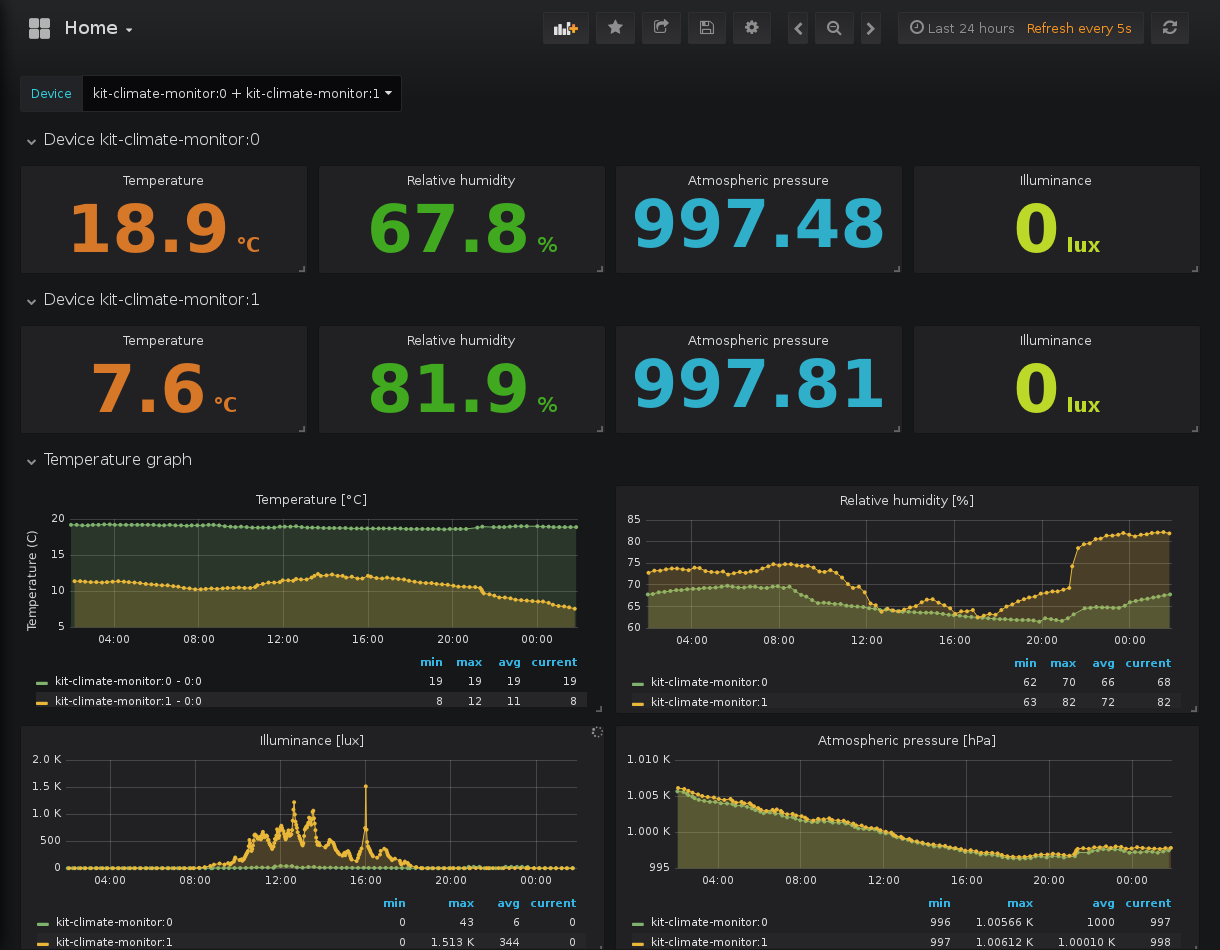 Home
Last 24 hours Refresh every 5s
Device kit-climate-monitor:0 + kit-climate-monitor:1
Device kit-climate-monitor:0
Temperature
18.9 °C
Relative humidity
67.8 %
Atmospheric pressure
997.48
Illuminance
0 lux
Device kit-climate-monitor:1
Temperature
7.6 °C
Relative humidity
81.9 %
Atmospheric pressure
997.81
Illuminance
0 lux
Temperature graph
Temperature [°C]
Temperature (C)
20
15
10
5
04:00 08:00 12:00 16:00 20:00 00:00
min max avg current
kit-climate-monitor:0 - 0:0 19 19 19 19
kit-climate-monitor:1 - 0:0 8 12 11 8
Relative humidity [%]
85
80
75
70
65
60
04:00 08:00 12:00 16:00 20:00 00:00
min max avg current
kit-climate-monitor:0 62 70 66 68
kit-climate-monitor:1 63 82 72 82
Illuminance [lux]
2.0 K
1.5 K
1.0 K
500
0
04:00 08:00 12:00 16:00 20:00 00:00
min max avg current
kit-climate-monitor:0 0 43 6 0
kit-climate-monitor:1 0 1.513 K 344 0
Atmospheric pressure [hPa]
1.010 K
1.005 K
1.000 K
995
04:00 08:00 12:00 16:00 20:00 00:00
min max avg current
kit-climate-monitor:0 996 1.00566 K 1000 997
kit-climate-monitor:1 997 1.00612 K 1.00010 K 998